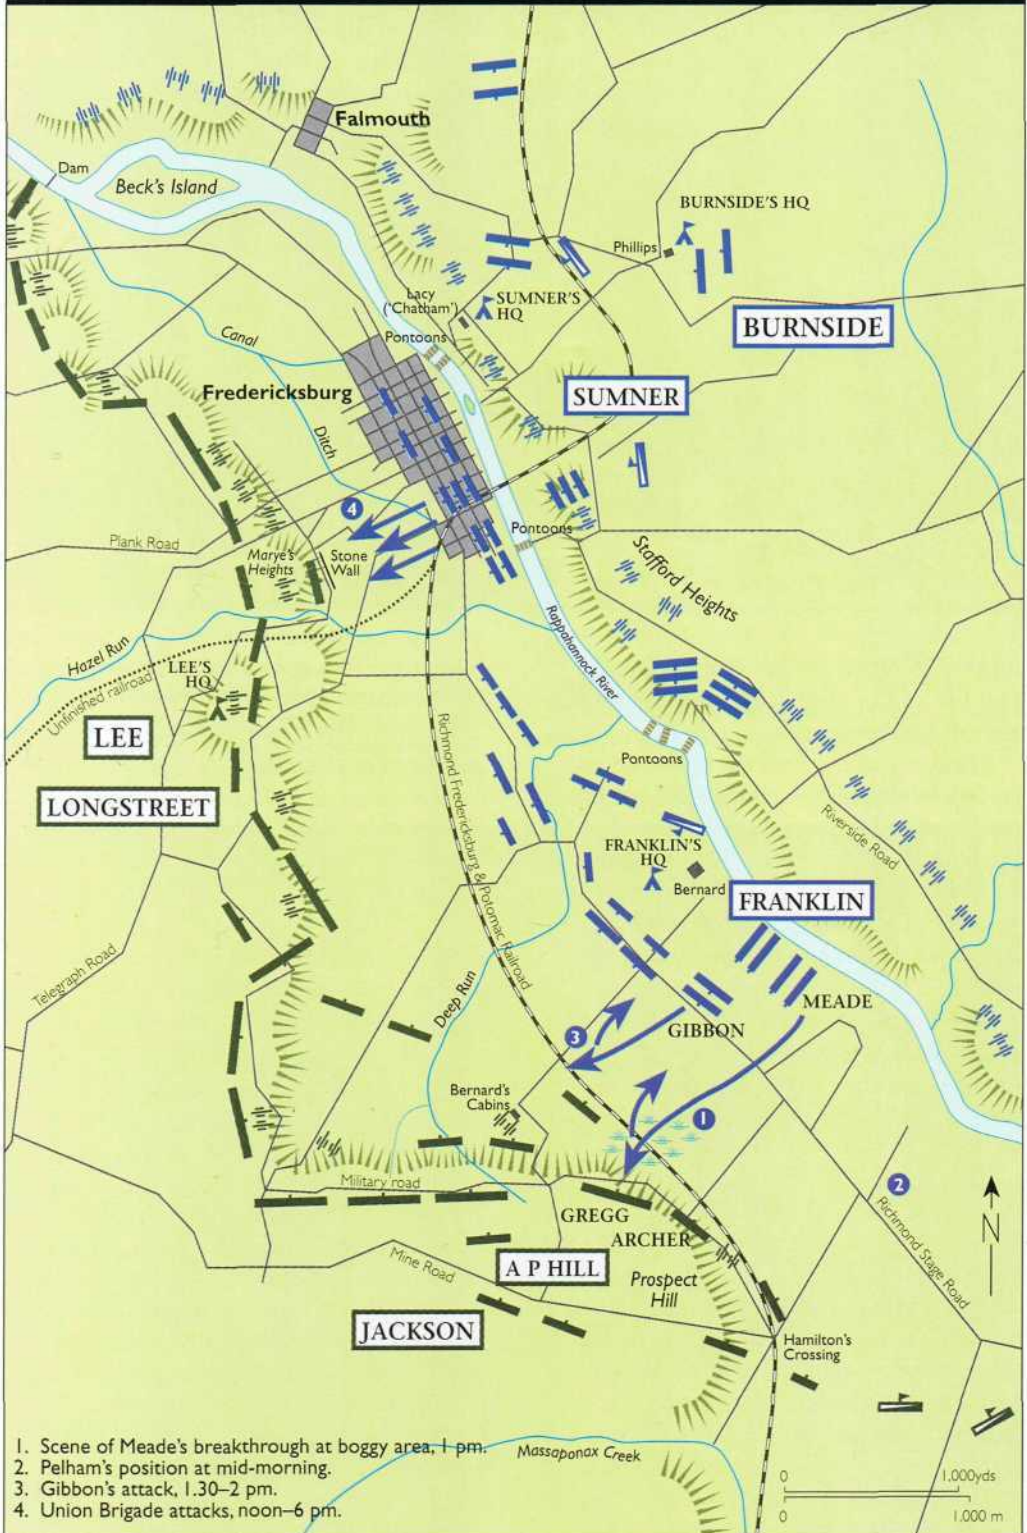 Falmouth
Dam
Beck's Island
BURNSIDE'S HQ
Phillips
Lacy
('Chatham')
SUMNER'S
HQ
Pontoons
BURNSIDE
Canal
Fredericksburg
SUMNER
Ditch
4
Plank Road
Pontoons
Marye's
Heights
Stone
Wall
Stafford Heights
Rappahannock River
Hazel Run
LEE'S
HQ
Unfinished railroad
LEE
Richmond Fredericksburg & Potomac Railroad
Pontoons
LONGSTREET
Riverside Road
FRANKLIN'S
HQ
Bernard
FRANKLIN
Telegraph Road
Deep Run
MEADE
GIBBON
3
Bernard's
Cabins
1
Military road
2
Richmond Stage Road
N
GREGG
ARCHER
A P HILL
Mine Road
Prospect
Hill
JACKSON
Hamilton's
Crossing
Massaponax Creek
1. Scene of Meade's breakthrough at boggy area, 1 pm.
2. Pelham's position at mid-morning.
3. Gibbon's attack, 1.30–2 pm.
4. Union Brigade attacks, noon–6 pm.
0 1,000yds
0 1.000 m